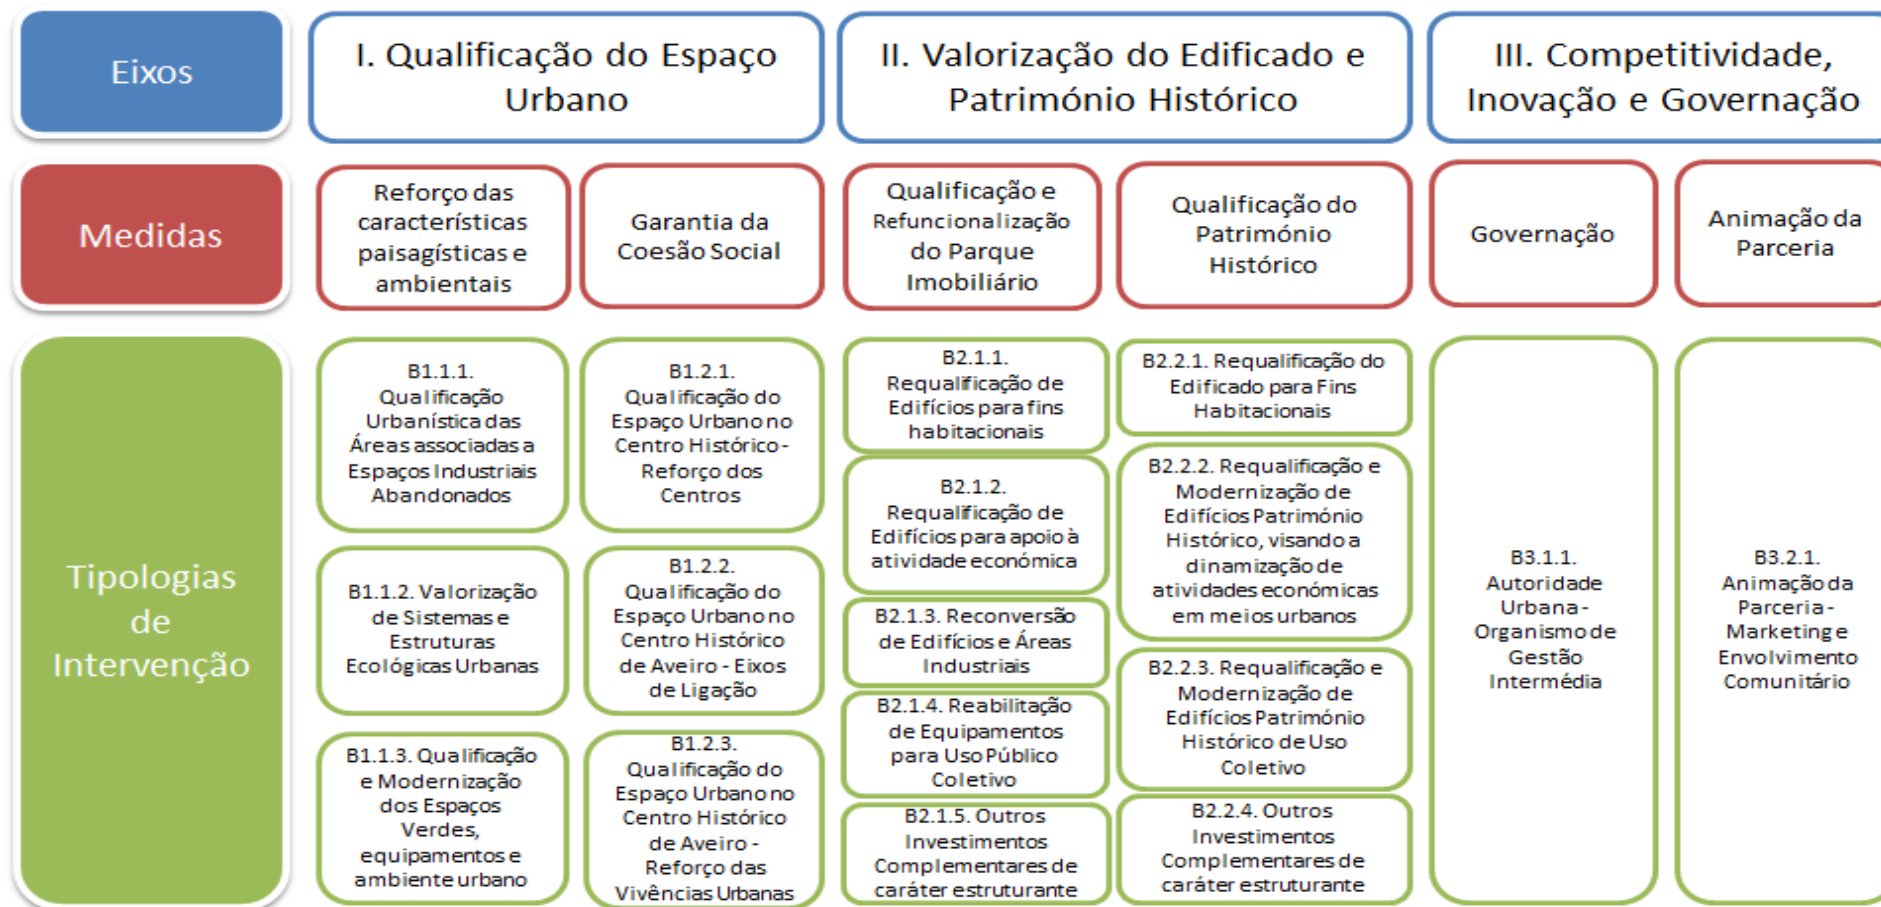 Eixos
I. Qualificação do Espaço
Urbano
II. Valorização do Edificado e
Património Histórico
III. Competitividade,
Inovação e Governação
Medidas
Reforço das
características
paisagísticas e
ambientais
Garantia da
Coesão Social
Qualificação e
Refuncionalização
do Parque
Imobiliário
Qualificação do
Património
Histórico
Governação
Animação da
Parceria
Tipologias
de
Intervenção
B1.1.1.
Qualificação
Urbanística das
Áreas associadas a
Espaços Industriais
Abandonados
B1.1.2. Valorização
de Sistemas e
Estruturas
Ecológicas Urbanas
B1.1.3. Qualificação
e Modernização
dos Espaços
Verdes,
equipamentos e
ambiente urbano
B1.2.1.
Qualificação do
Espaço Urbano no
Centro Histórico -
Reforço dos
Centros
B1.2.2.
Qualificação do
Espaço Urbano no
Centro Histórico
de Aveiro - Eixos
de Ligação
B1.2.3.
Qualificação do
Espaço Urbano no
Centro Histórico
de Aveiro -
Reforço das
Vivências Urbanas
B2.1.1.
Requalificação de
Edifícios para fins
habitacionais
B2.1.2.
Requalificação de
Edifícios para apoio à
atividade económica
B2.1.3. Reconversão
de Edifícios e Áreas
Industriais
B2.1.4. Reabilitação
de Equipamentos
para Uso Público
Coletivo
B2.1.5. Outros
Investimentos
Complementares de
caráter estruturante
B2.2.1. Requalificação do
Edificado para Fins
Habitacionais
B2.2.2. Requalificação e
Modernização de
Edifícios Património
Histórico, visando a
dinamização de
atividades económicas
em meios urbanos
B2.2.3. Requalificação e
Modernização de
Edifícios Património
Histórico de Uso
Coletivo
B2.2.4. Outros
Investimentos
Complementares de
caráter estruturante
B3.1.1.
Autoridade
Urbana -
Organismo de
Gestão
Intermédia
B3.2.1.
Animação da
Parceria -
Marketing e
Envolvimento
Comunitário